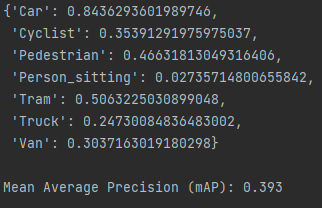 {'Car': 0.8436293601989746,
'Cyclist': 0.35391291975975037,
'Pedestrian': 0.46631813049316406,
'Person_sitting': 0.02735714800655842,
'Tram': 0.5063225030899048,
'Truck': 0.24730084836483002,
'Van': 0.3037163019180298}
Mean Average Precision (mAP): 0.393